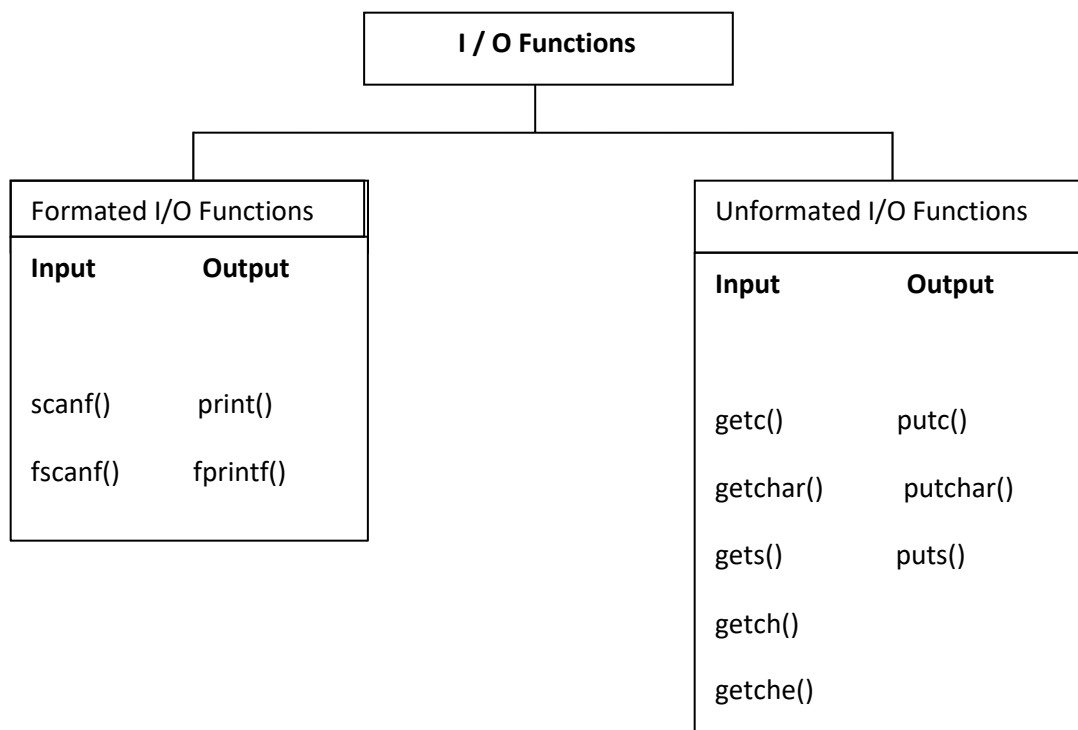 I / O Functions
Formated I/O Functions
Input Output
scanf() print()
fscanf() fprintf()
Unformated I/O Functions
Input Output
getc() putc()
getchar() putchar()
gets() puts()
getch()
getche()